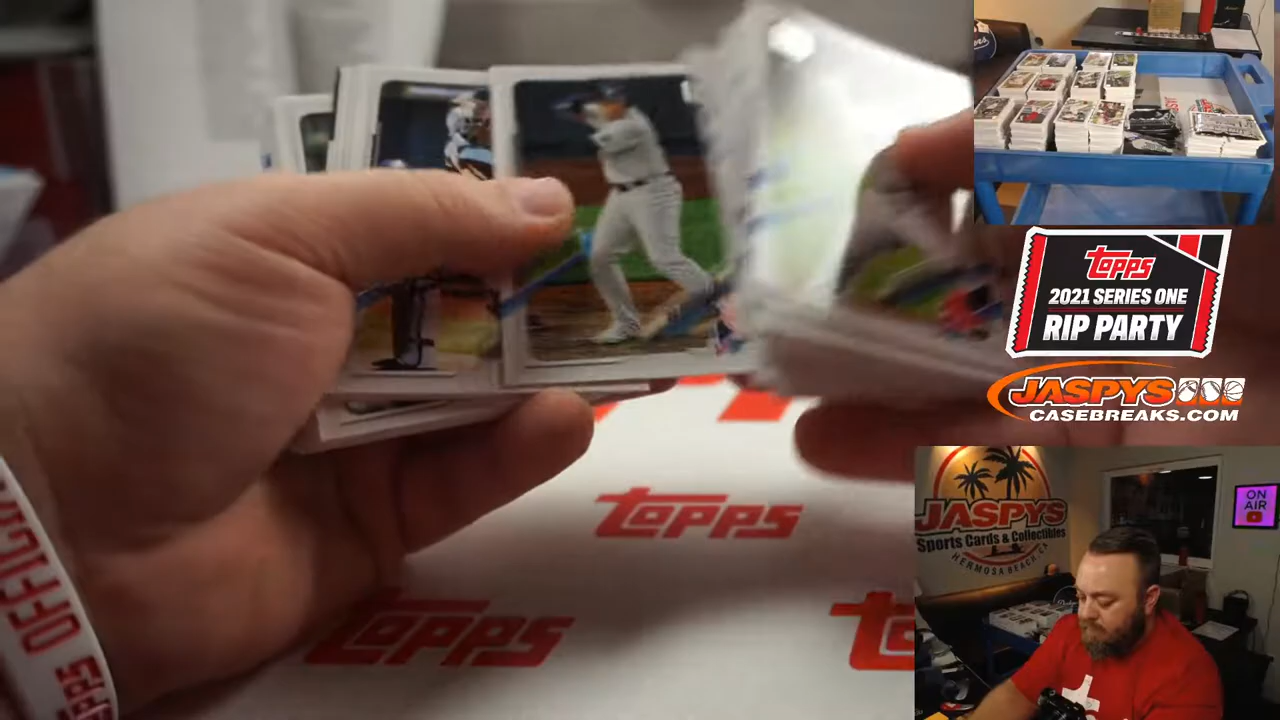 TOPPS
2021 SERIES ONE
RIP PARTY
JASPYS
CASEBREAKS.COM
TOPPS
TOPPS
JASPYS
Sports Cards & Collectibles
HERMOSA BEACH, CA
ON
AIR